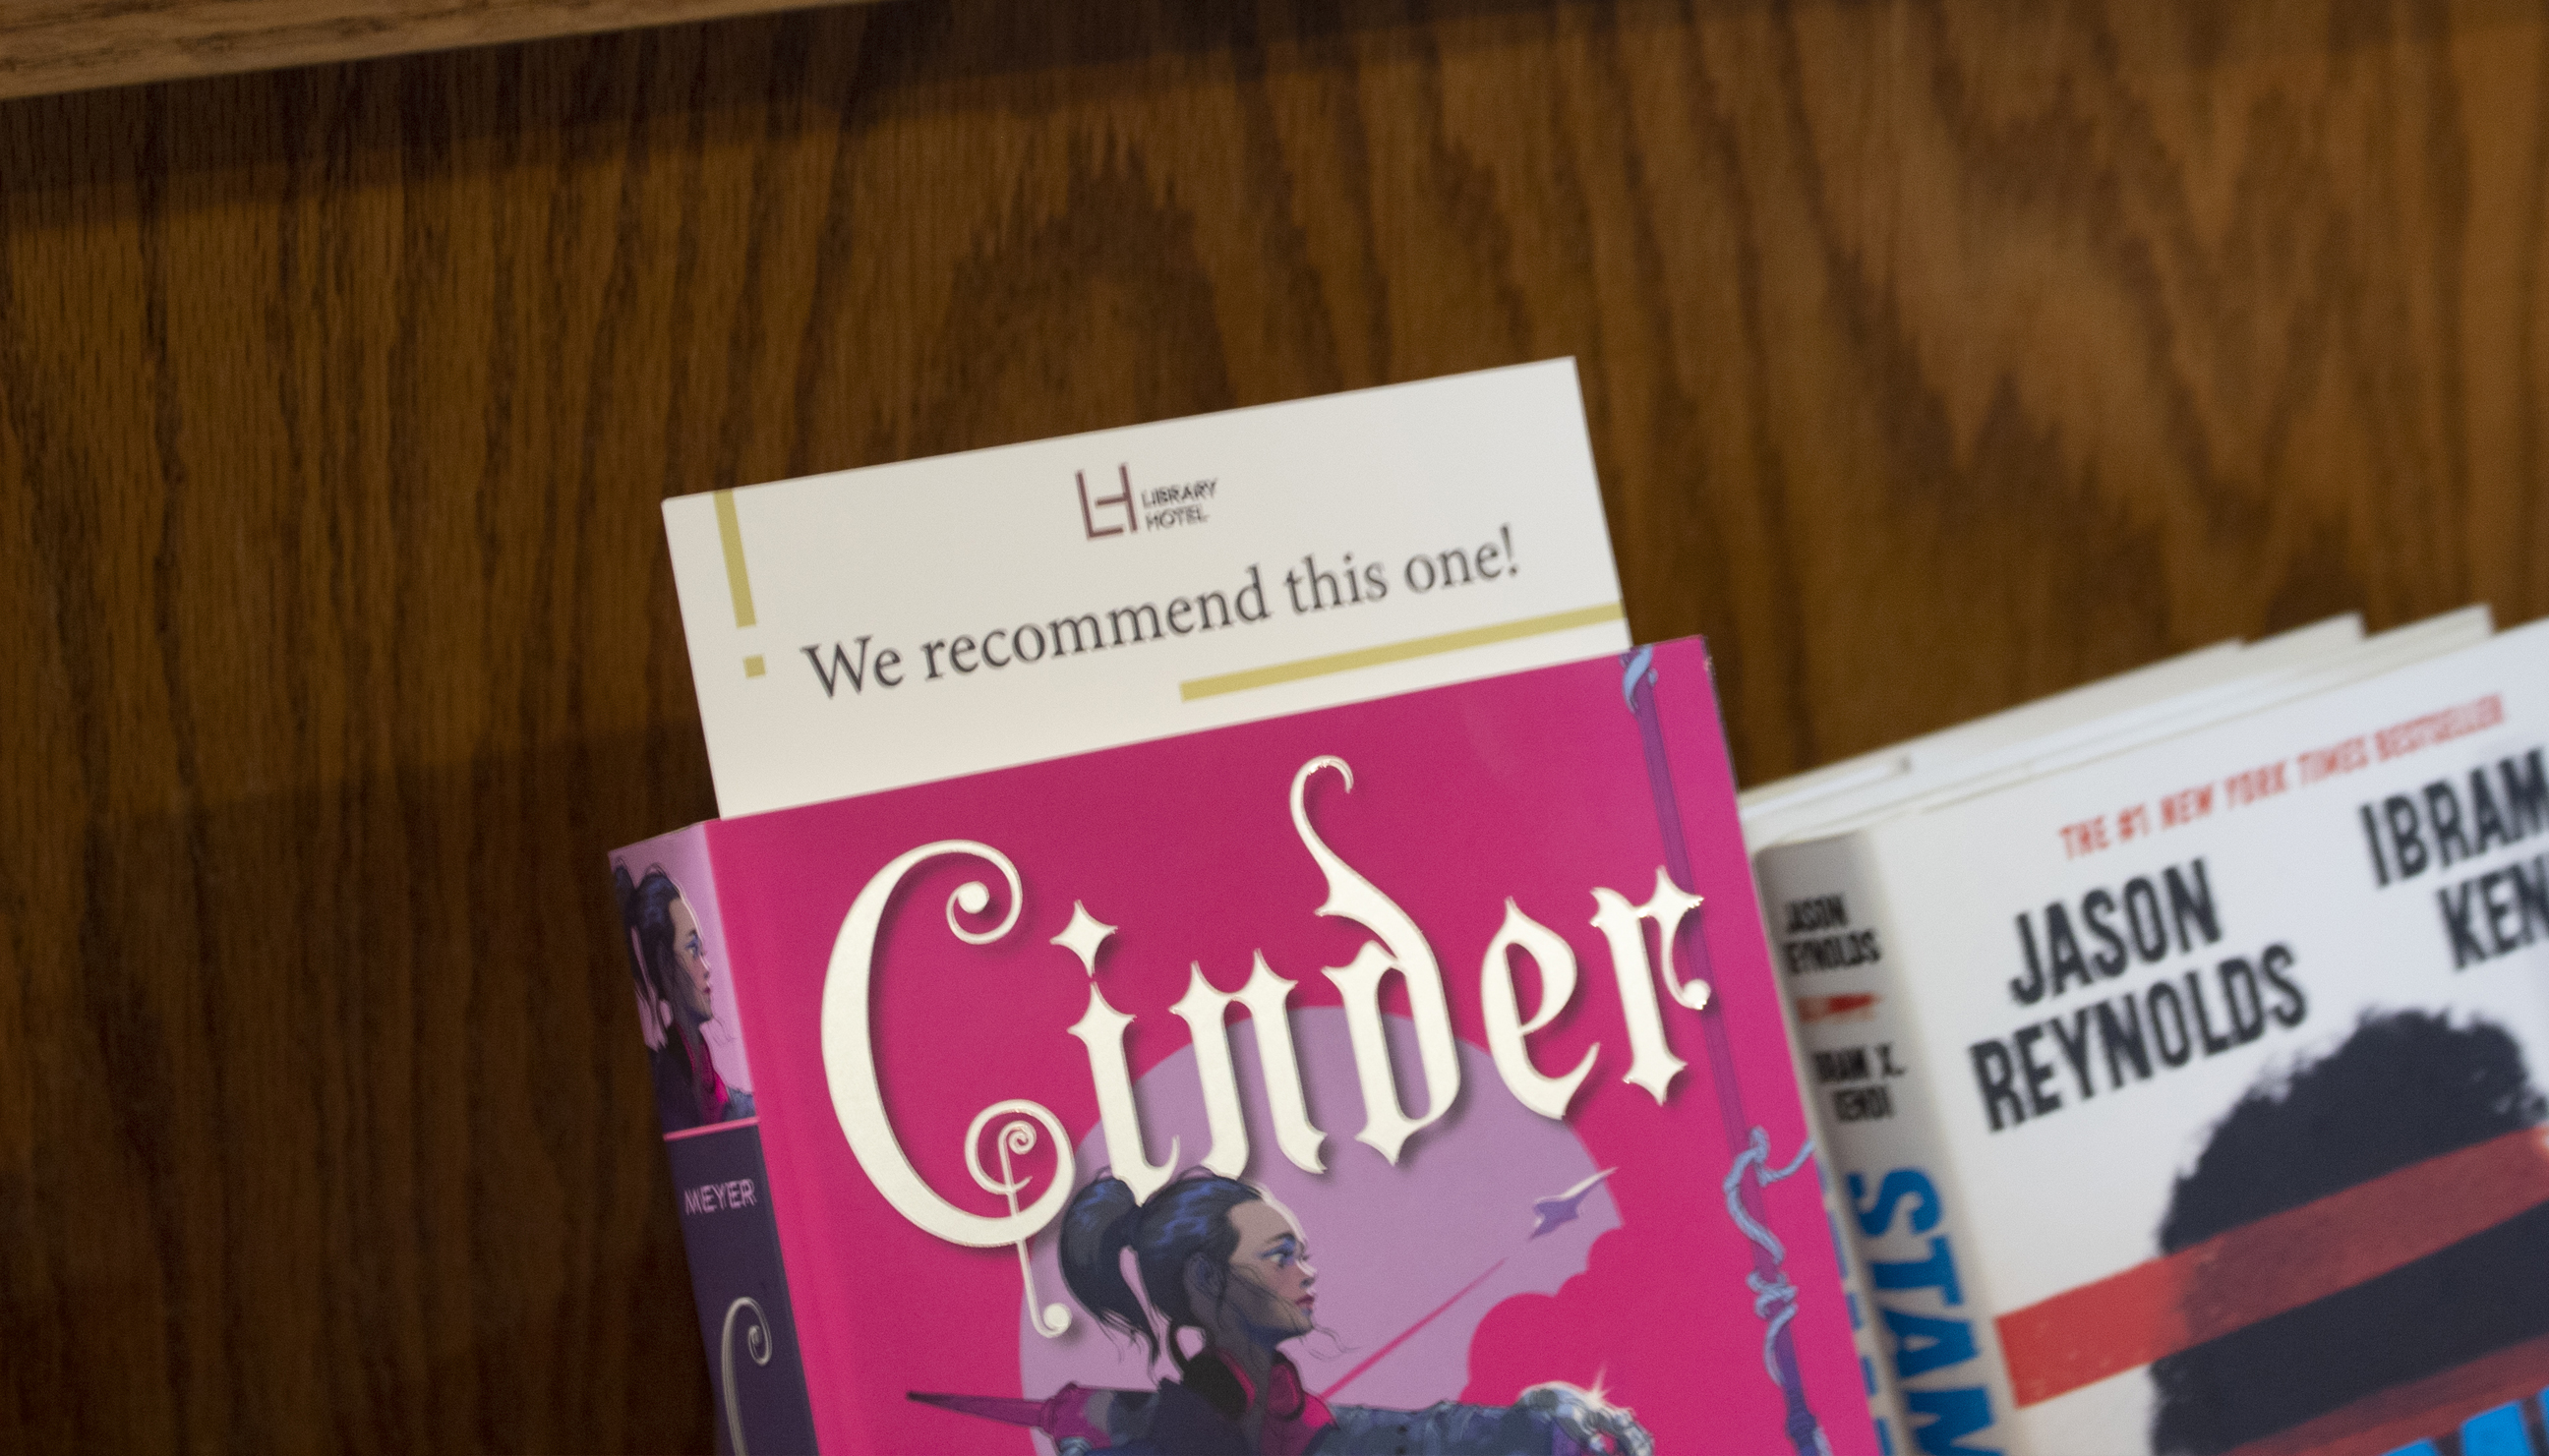 LH LIBRARY
HOTEL
We recommend this one!
Cinder
MEYER
THE #1 NEW YORK TIMES BESTSELLER
JASON
REYNOLDS
IBRAM
JASON
REYNOLDS